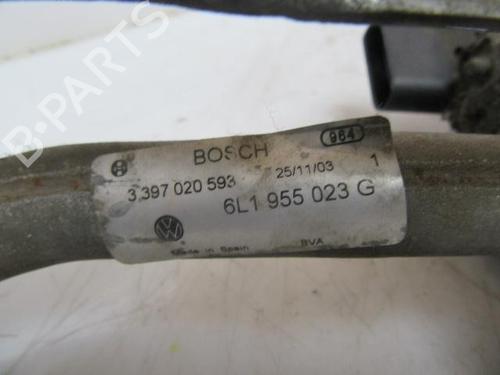 B-PARTS
984
BOSCH
3 397 020 593 25/11/03 1
6L1 955 023 G
Made in Spain BVA